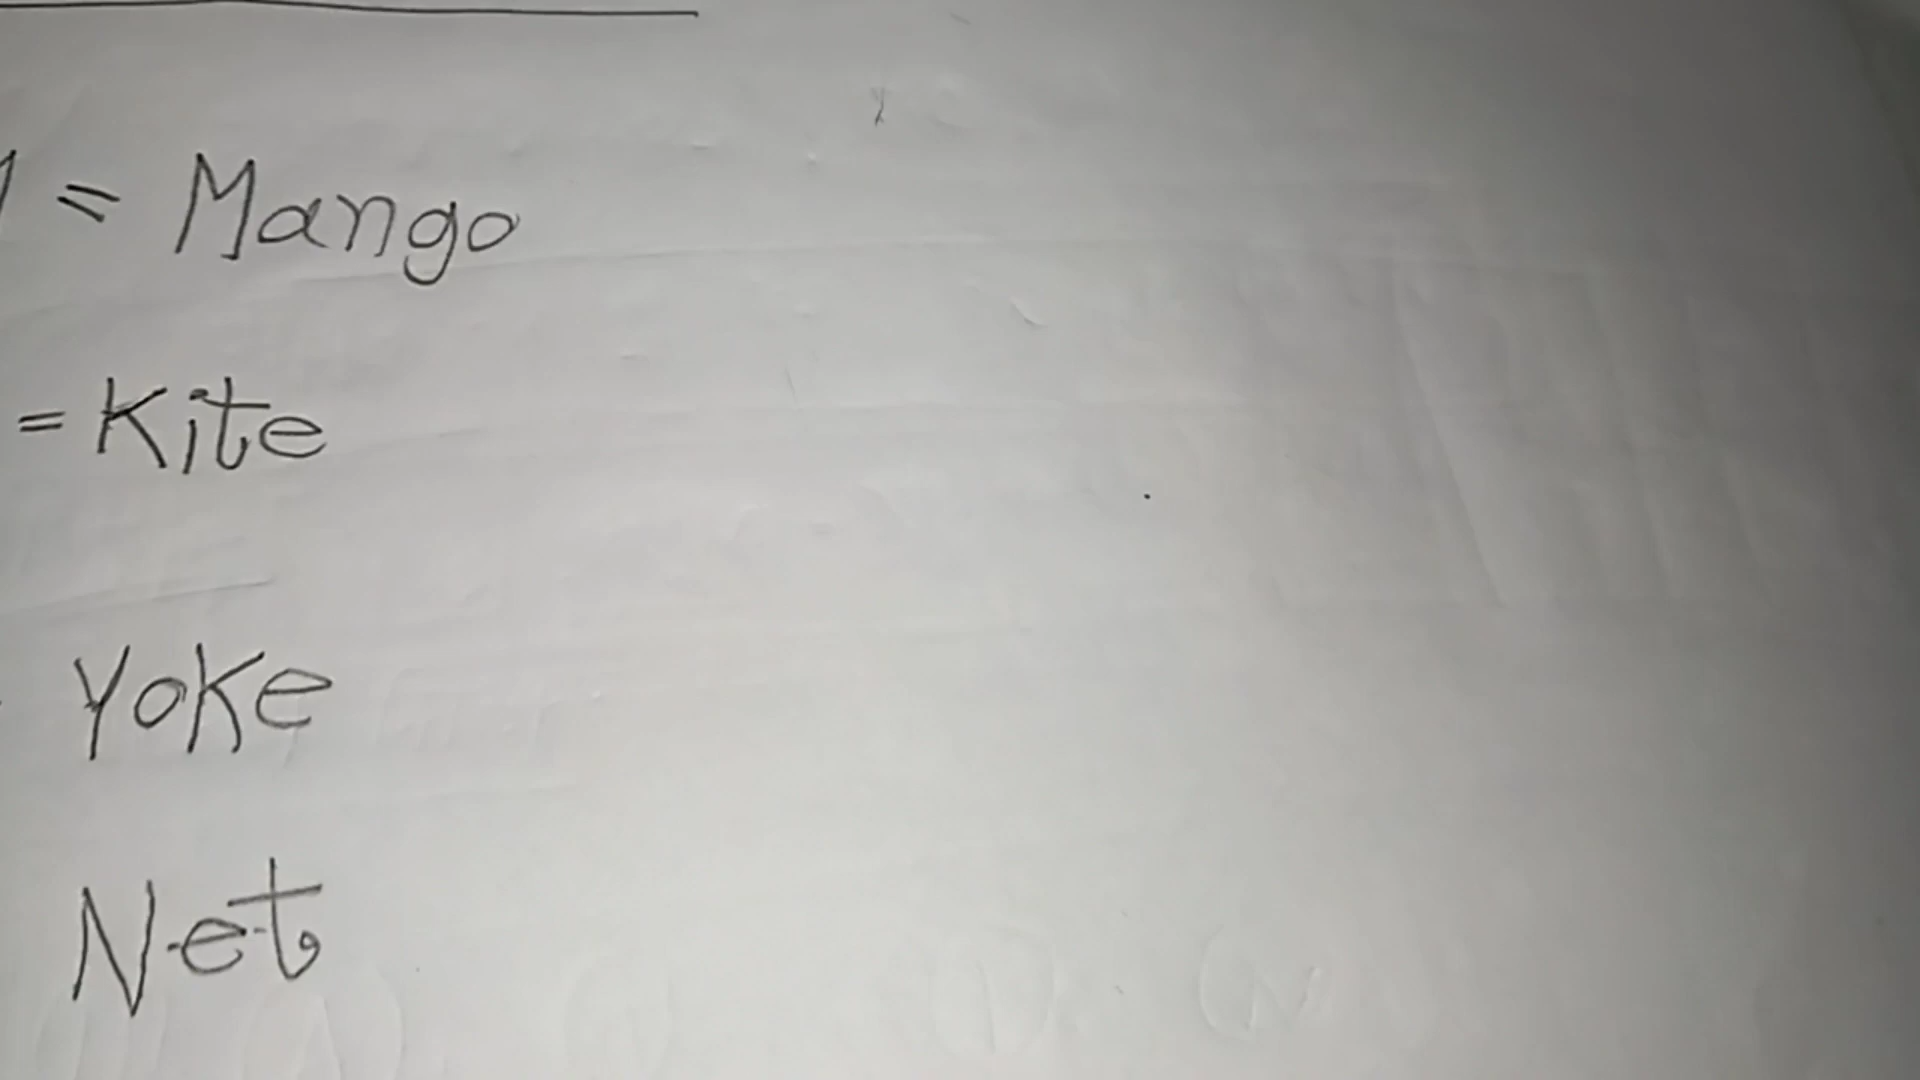 = Mango
= Kite
Yoke
Net